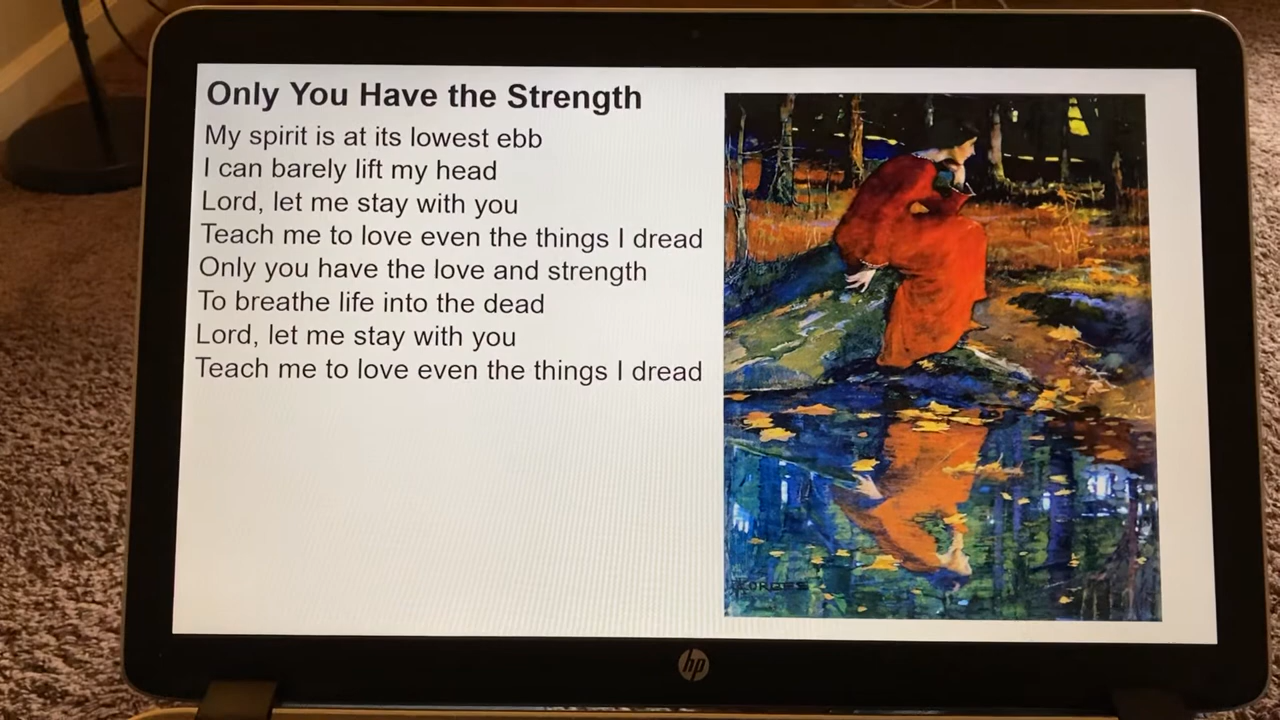 Only You Have the Strength
My spirit is at its lowest ebb
I can barely lift my head
Lord, let me stay with you
Teach me to love even the things I dread
Only you have the love and strength
To breathe life into the dead
Lord, let me stay with you
Teach me to love even the things I dread
hp